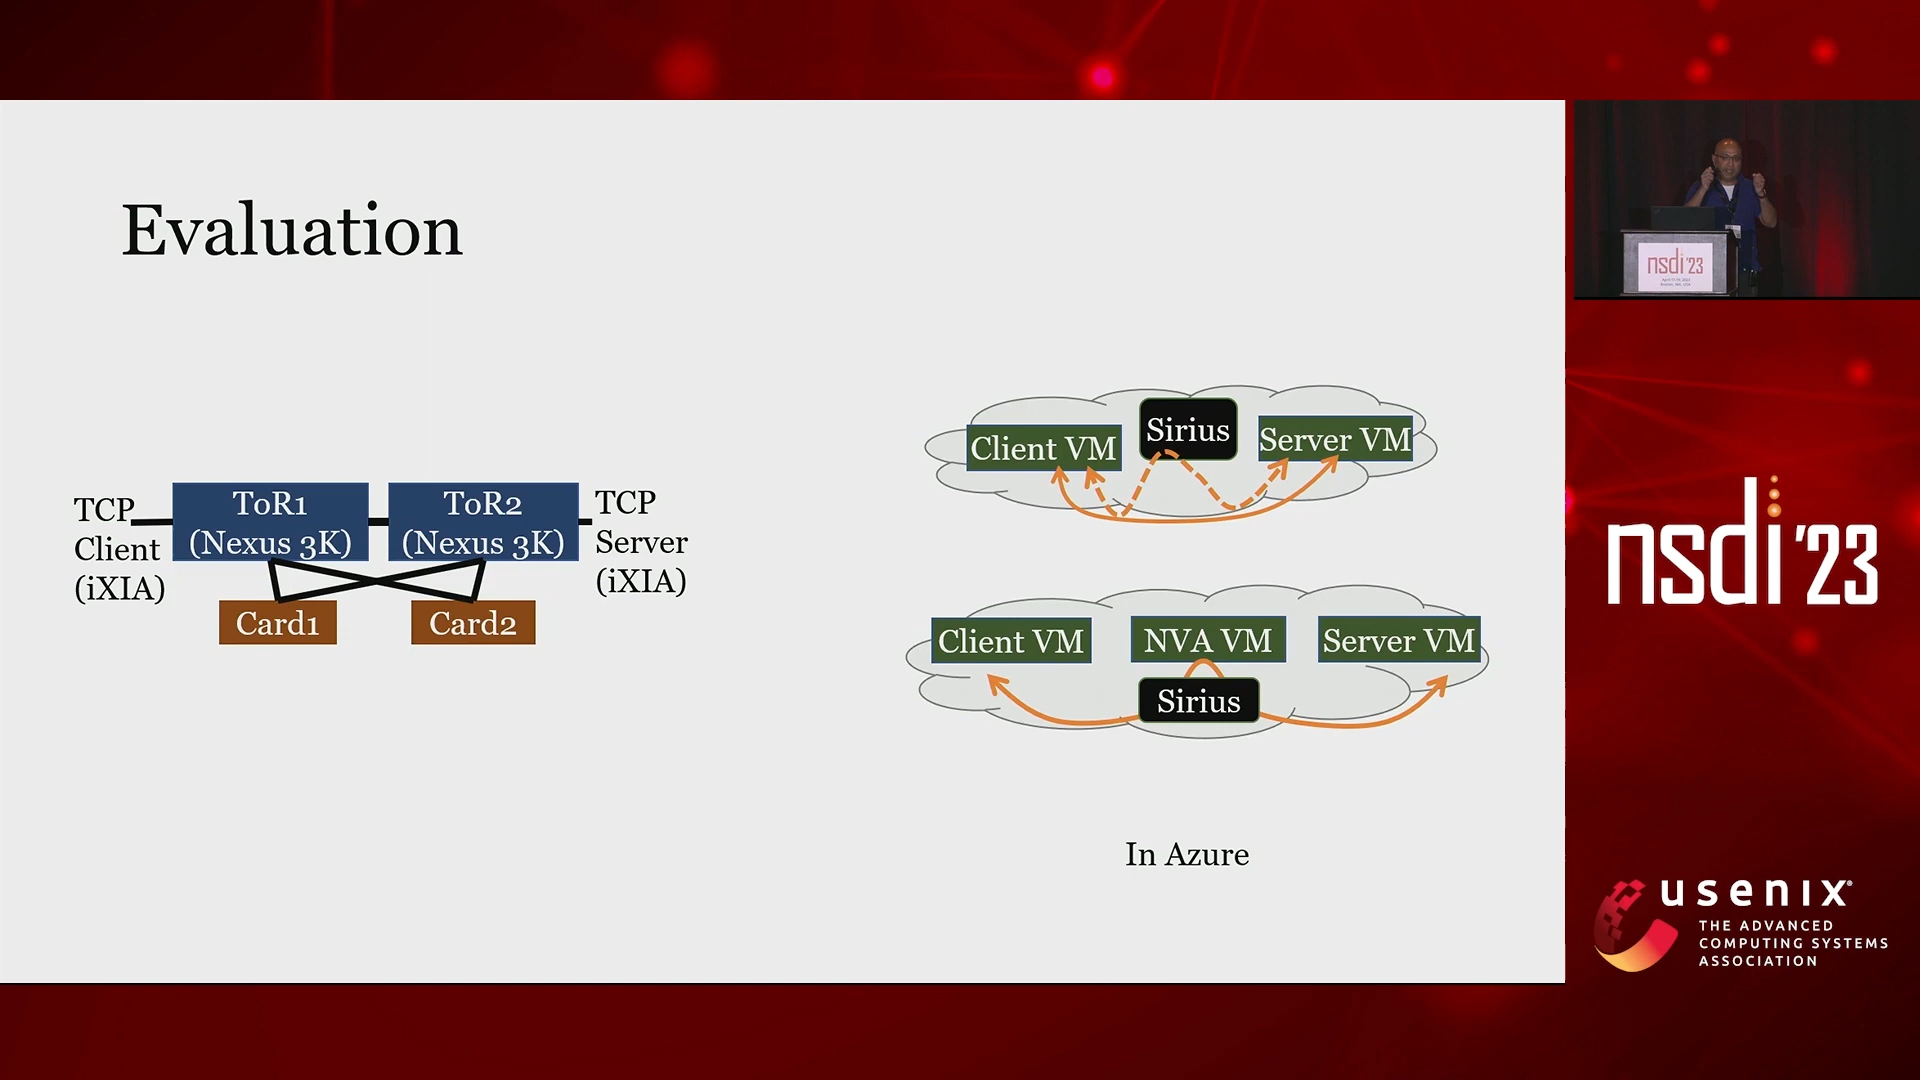 Evaluation
TCP
Client
(iXIA)
ToR1
(Nexus 3K)
ToR2
(Nexus 3K)
TCP
Server
(iXIA)
Card1
Card2
Client VM
Sirius
Server VM
Client VM
NVA VM
Server VM
Sirius
In Azure
nsdi '23
nsdi '23
usenix®
THE ADVANCED
COMPUTING SYSTEMS
ASSOCIATION